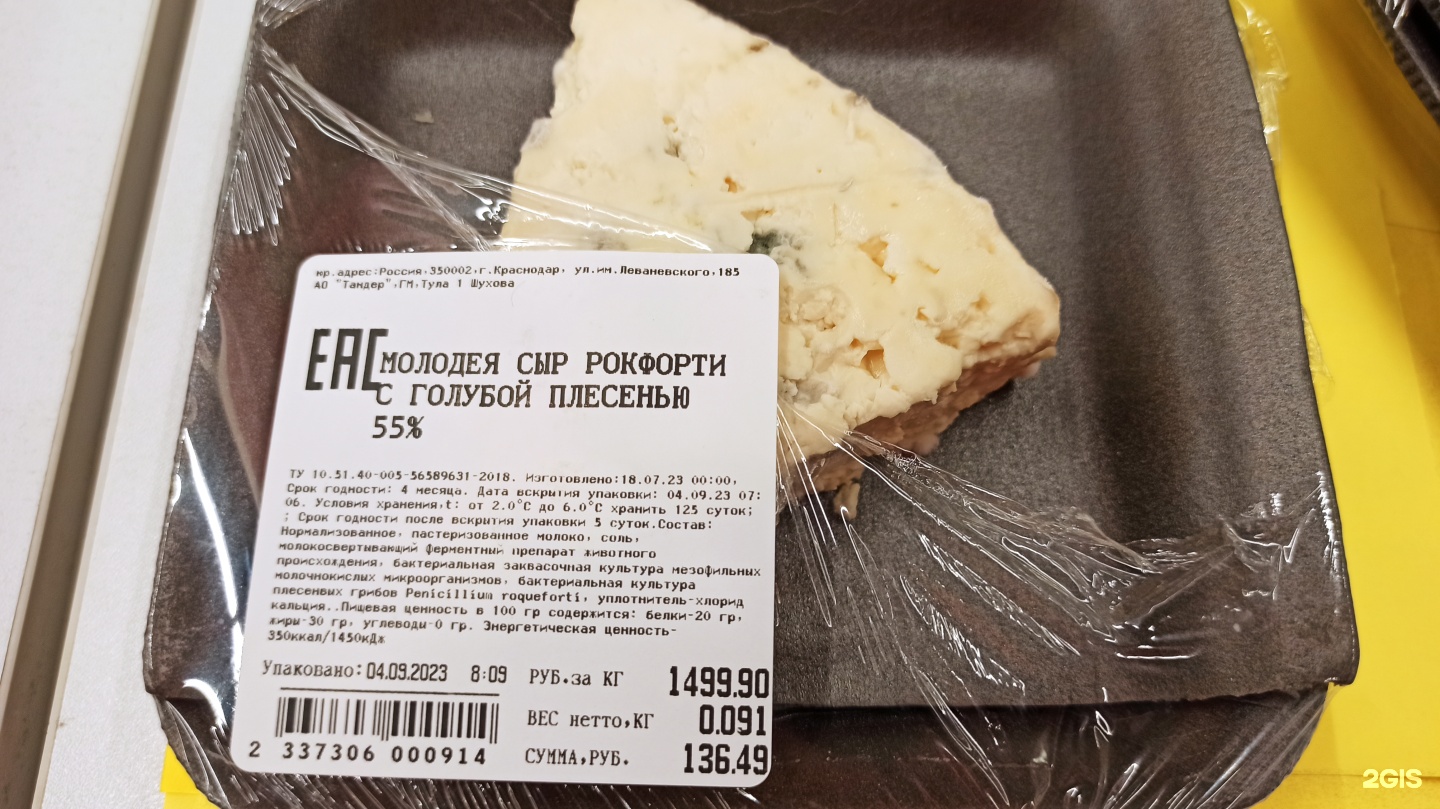 юр.адрес:Россия,350002,г.Краснодар, ул.им.Леваневского,185
АО "Тандер",ГМ,Тула 1 Шухова
ЕАС
МОЛОДЕЯ СЫР РОКФОРТИ
С ГОЛУБОЙ ПЛЕСЕНЬЮ
55%
ТУ 10.51.40-005-56589631-2018. Изготовлено:18.07.23 00:00,
Срок годности: 4 месяца. Дата вскрытия упаковки: 04.09.23 07:
06. Условия хранения,t: от 2.0°C до 6.0°C хранить 125 суток;
; Срок годности после вскрытия упаковки 5 суток.Состав:
Нормализованное, пастеризованное молоко, соль,
молокосвертывающий ферментный препарат животного
происхождения, бактериальная заквасочная культура мезофильных
молочнокислых микроорганизмов, бактериальная культура
плесневых грибов Penicillium roqueforti, уплотнитель-хлорид
кальция..Пищевая ценность в 100 гр содержится: белки-20 гр,
жиры-30 гр, углеводы-0 гр. Энергетическая ценность-
350ккал/1450кДж
Упаковано:04.09.2023 8:09 РУБ.за КГ 1499.90
ВЕС нетто,КГ 0.091
СУММА,РУБ. 136.49
2 337306 000914
2GIS